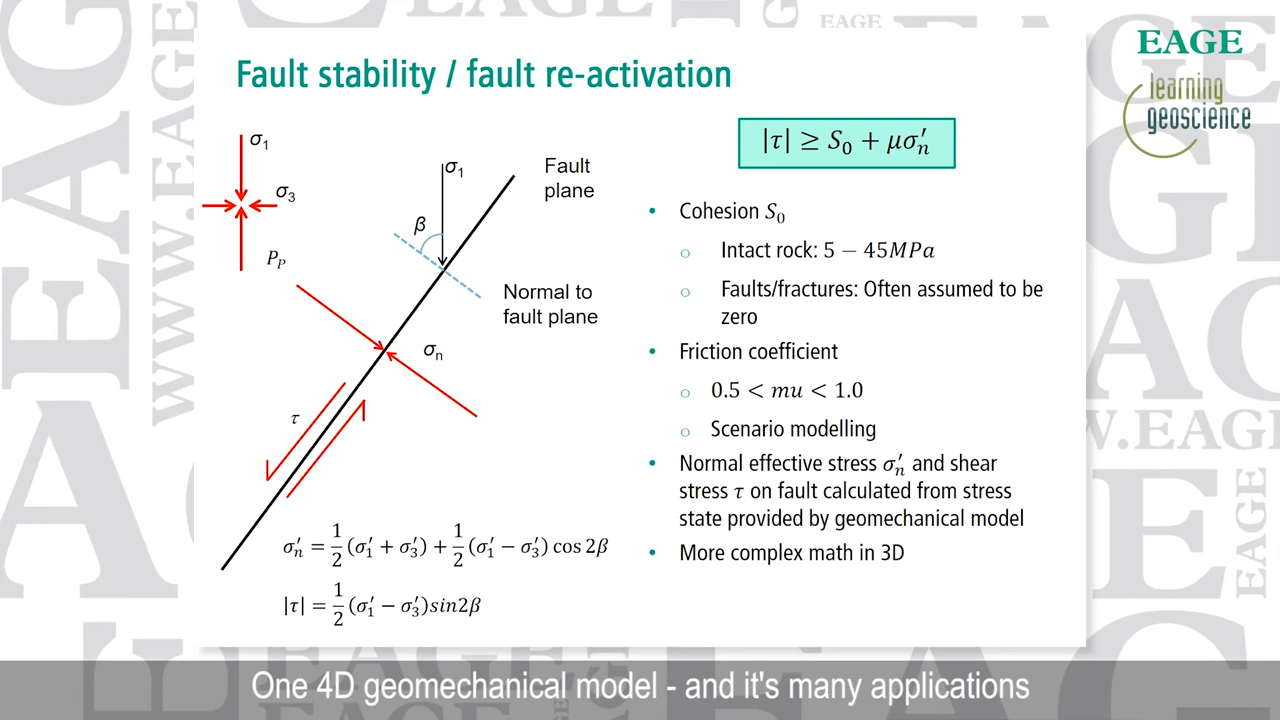 Fault stability / fault re-activation
EAGE
learning
geoscience
σ₁
σ₃
P_P
σ₁
β
Fault
plane
Normal to
fault plane
σₙ
τ
σ′ₙ = 1/2 (σ′₁ + σ′₃) + 1/2 (σ′₁ − σ′₃) cos 2β
|τ| = 1/2 (σ′₁ − σ′₃)sin2β
|τ| ≥ S₀ + μσ′ₙ
• Cohesion S₀
○ Intact rock: 5 − 45MPa
○ Faults/fractures: Often assumed to be
zero
• Friction coefficient
○ 0.5 < mu < 1.0
○ Scenario modelling
• Normal effective stress σ′ₙ and shear
stress τ on fault calculated from stress
state provided by geomechanical model
• More complex math in 3D
One 4D geomechanical model - and it's many applications